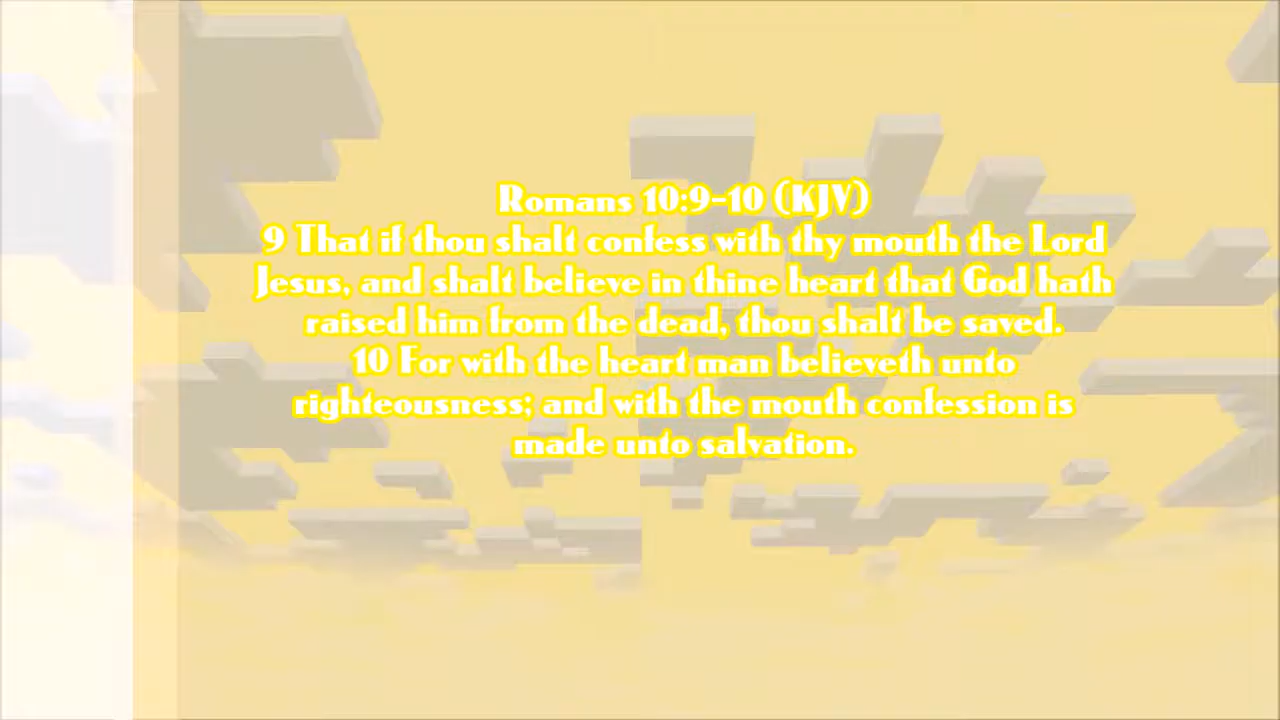 Romans 10:9-10 (KJV)
9 That if thou shalt confess with thy mouth the Lord
Jesus, and shalt believe in thine heart that God hath
raised him from the dead, thou shalt be saved.
10 For with the heart man believeth unto
righteousness; and with the mouth confession is
made unto salvation.